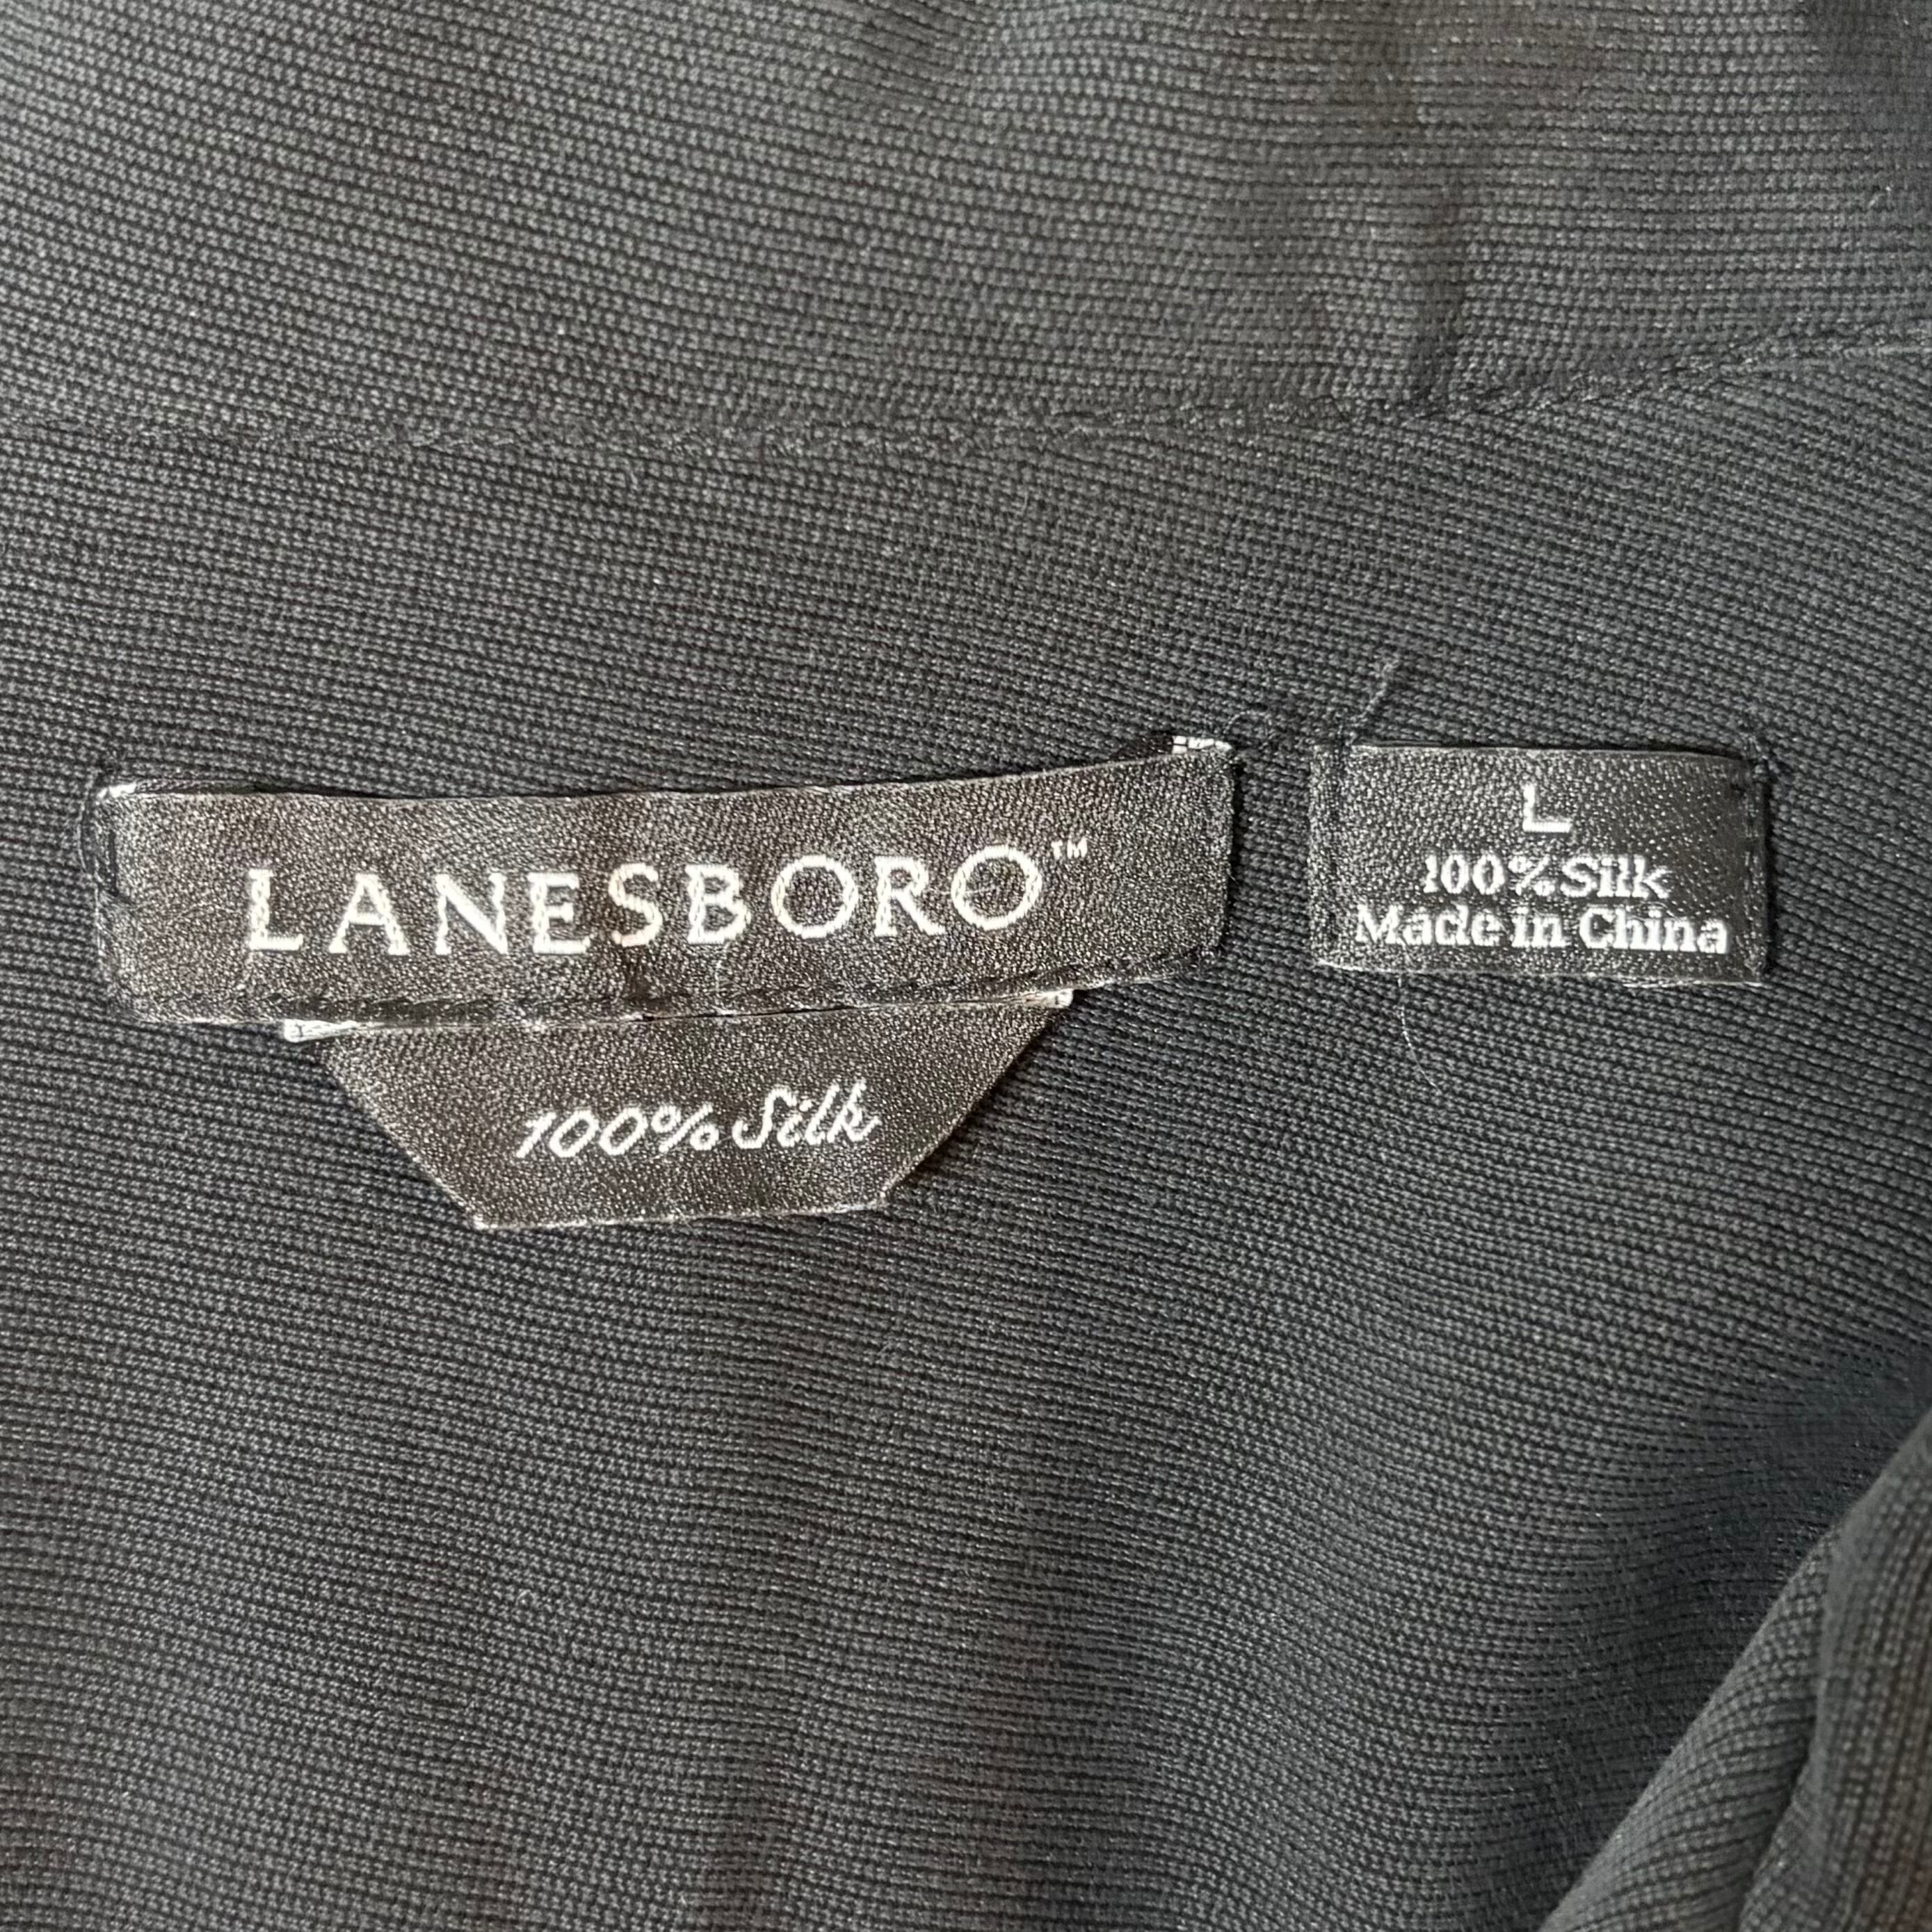 LANESBORO™
100% Silk
L
100% Silk
Made in China